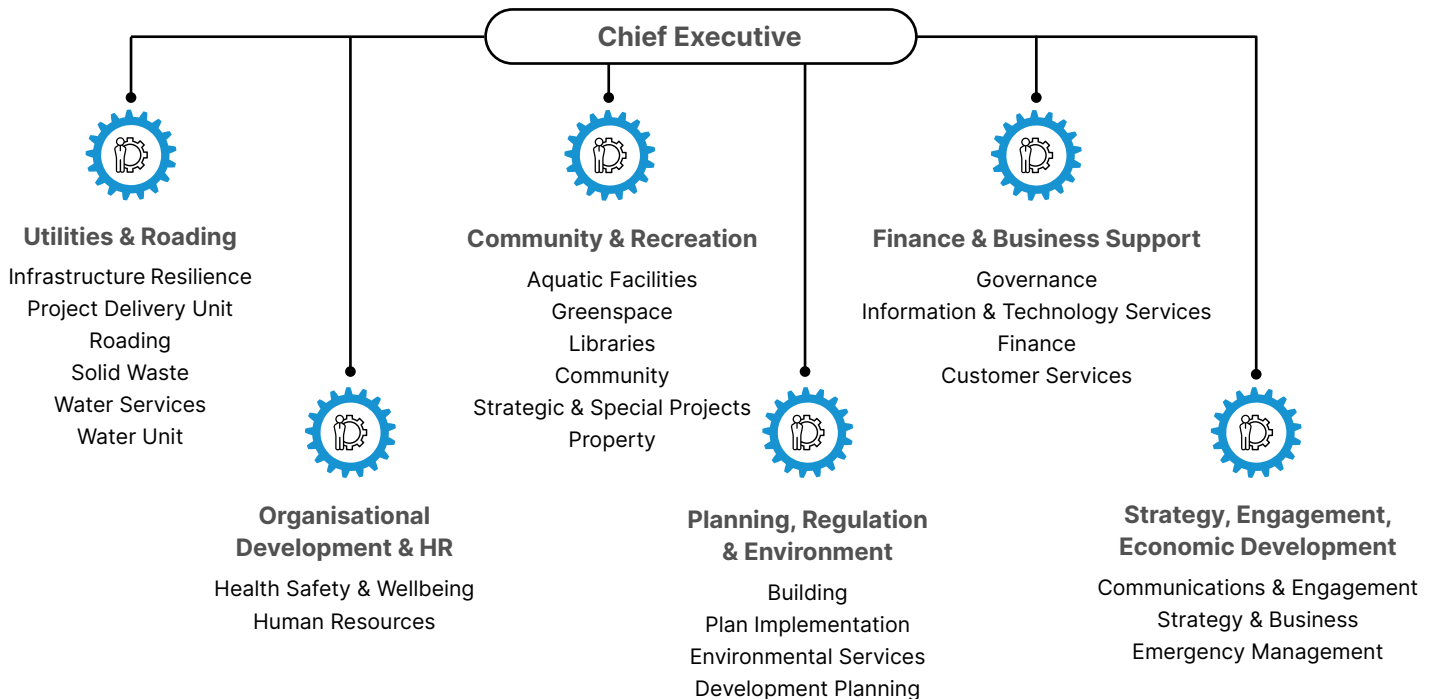 Chief Executive
Utilities & Roading
Infrastructure Resilience
Project Delivery Unit
Roading
Solid Waste
Water Services
Water Unit
Organisational
Development & HR
Health Safety & Wellbeing
Human Resources
Community & Recreation
Aquatic Facilities
Greenspace
Libraries
Community
Strategic & Special Projects
Property
Planning, Regulation
& Environment
Building
Plan Implementation
Environmental Services
Development Planning
Finance & Business Support
Governance
Information & Technology Services
Finance
Customer Services
Strategy, Engagement,
Economic Development
Communications & Engagement
Strategy & Business
Emergency Management